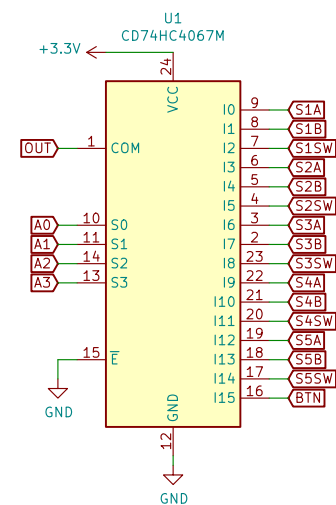 U1
CD74HC4067M
+3.3V
24
VCC
I0 9 S1A
I1 8 S1B
OUT 1 COM I2 7 S1SW
I3 6 S2A
I4 5 S2B
I5 4 S2SW
A0 10 S0 I6 3 S3A
A1 11 S1 I7 2 S3B
A2 14 S2 I8 23 S3SW
A3 13 S3 I9 22 S4A
I10 21 S4B
I11 20 S4SW
I12 19 S5A
15 E̅ I13 18 S5B
I14 17 S5SW
I15 16 BTN
GND
GND
12
GND